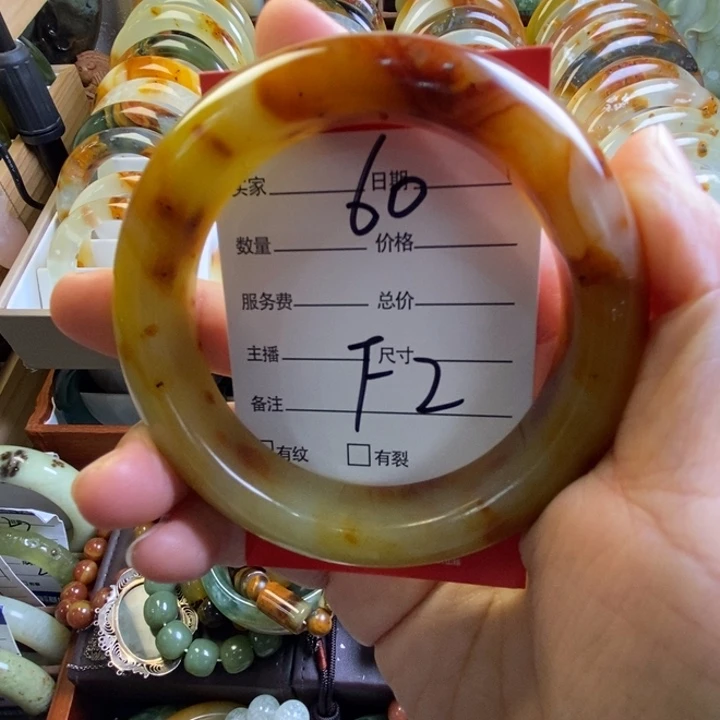 买家 日期
60
数量 价格
服务费 总价
主播 尺寸
F2
备注
□有纹 □有裂